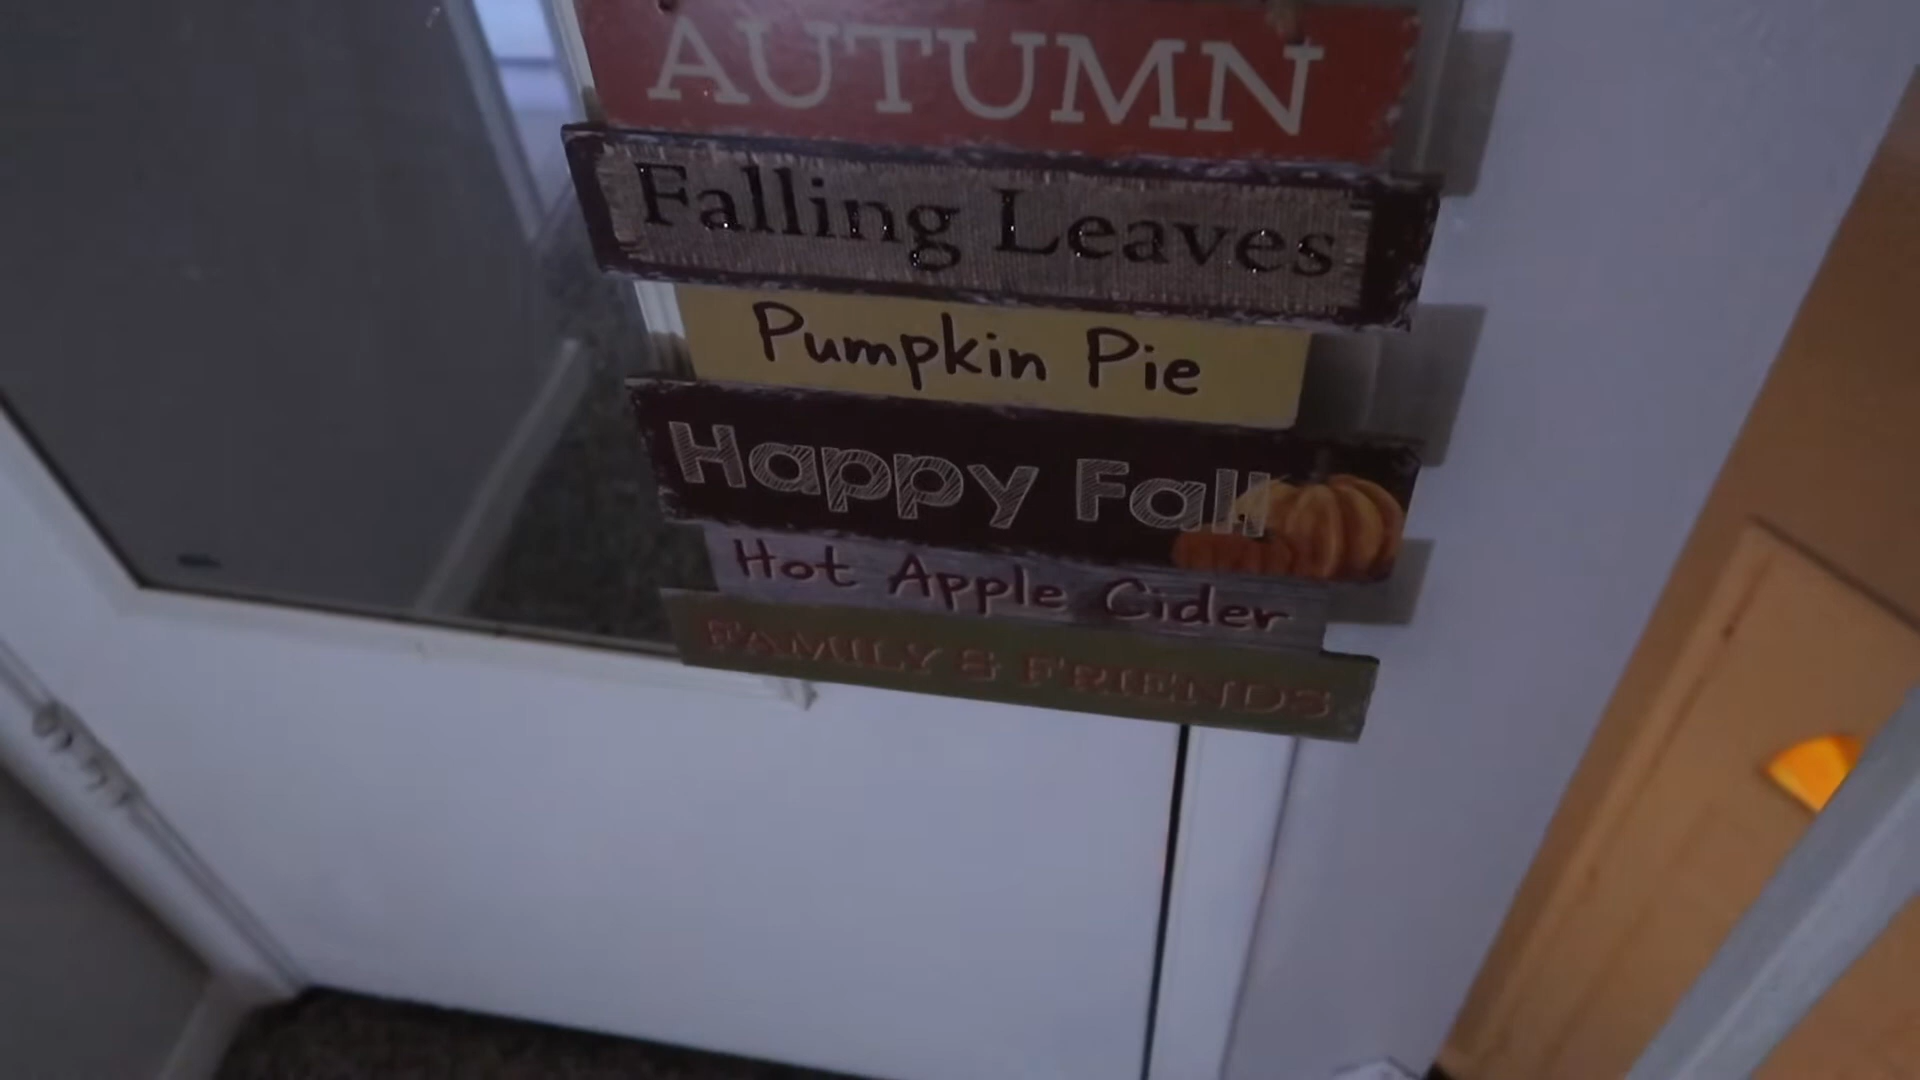 AUTUMN
Falling Leaves
Pumpkin Pie
Happy Fall
Hot Apple Cider
FAMILY & FRIENDS